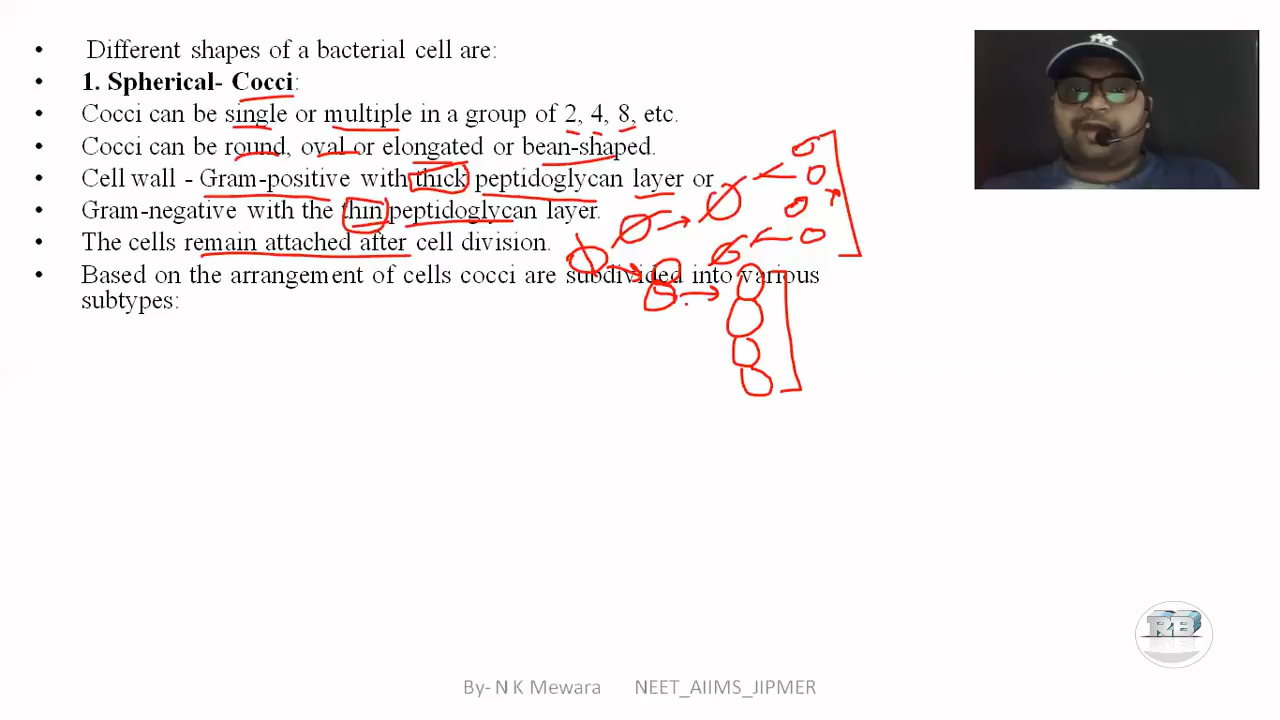 • Different shapes of a bacterial cell are:
• 1. Spherical- Cocci:
• Cocci can be single or multiple in a group of 2, 4, 8, etc.
• Cocci can be round, oval or elongated or bean-shaped.
• Cell wall - Gram-positive with thick peptidoglycan layer or
• Gram-negative with the thin peptidoglycan layer.
• The cells remain attached after cell division.
• Based on the arrangement of cells cocci are subdivided into various
subtypes:
RB
By- N K Mewara NEET_AIIMS_JIPMER